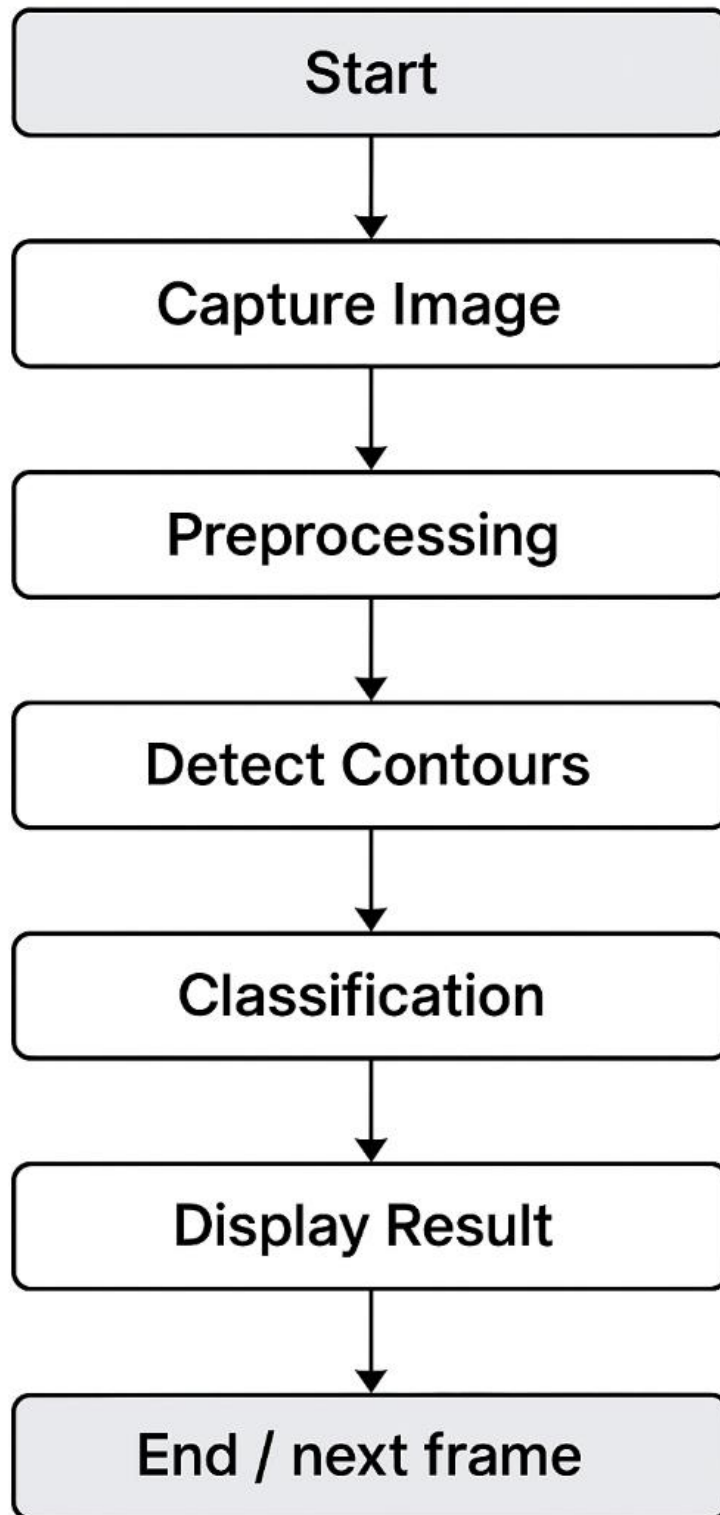 Start
Capture Image
Preprocessing
Detect Contours
Classification
Display Result
End / next frame